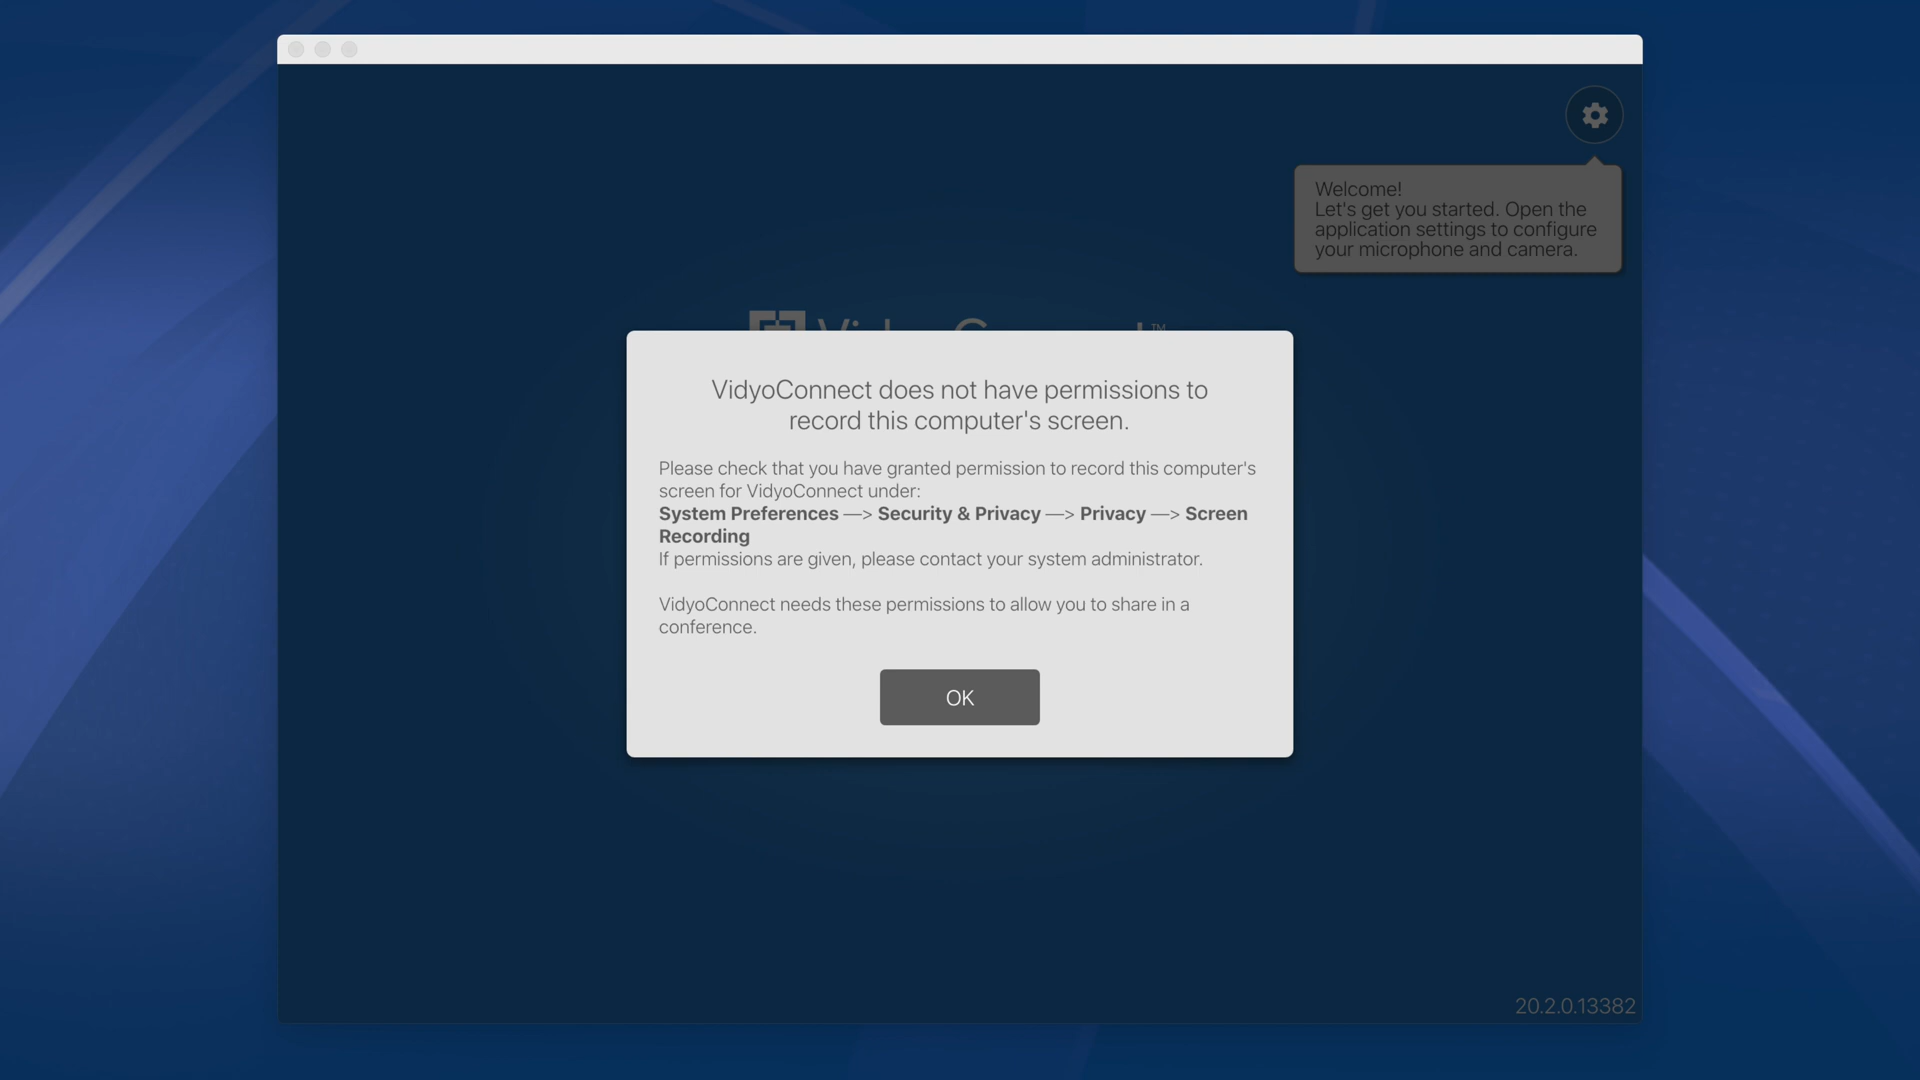 Welcome!
Let's get you started. Open the
application settings to configure
your microphone and camera.
VidyoConnect does not have permissions to
record this computer's screen.
Please check that you have granted permission to record this computer's
screen for VidyoConnect under:
System Preferences —> Security & Privacy —> Privacy —> Screen
Recording
If permissions are given, please contact your system administrator.
VidyoConnect needs these permissions to allow you to share in a
conference.
OK
20.2.0.13382